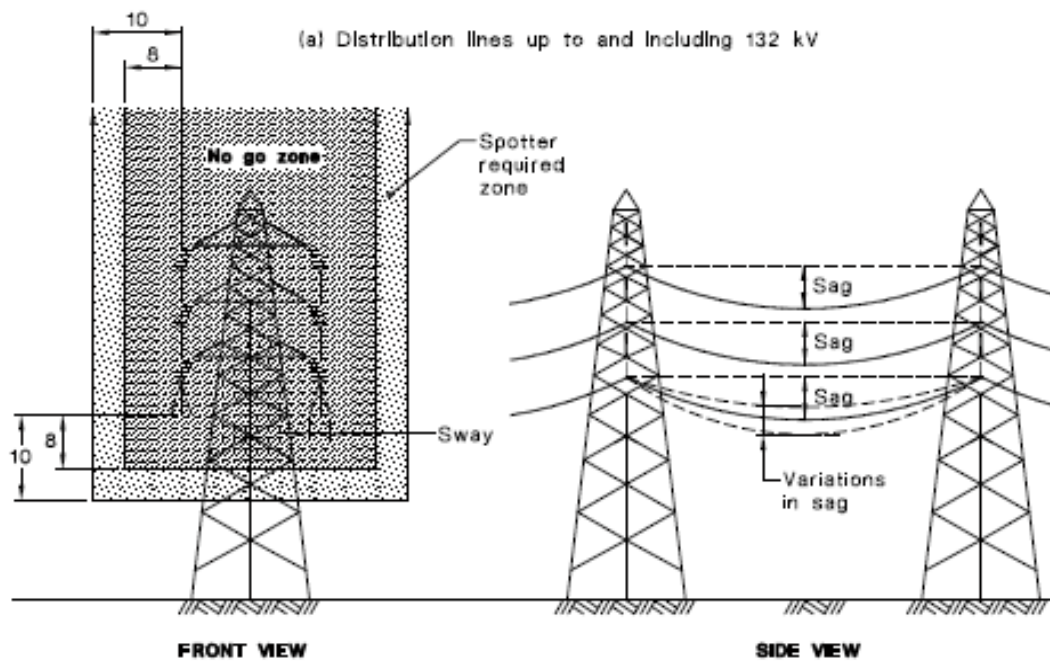 10
8
(a) Distribution lines up to and including 132 kV
No go zone
Spotter
required
zone
Sag
Sag
Sag
8
10
Sway
Variations
in sag
FRONT VIEW
SIDE VIEW